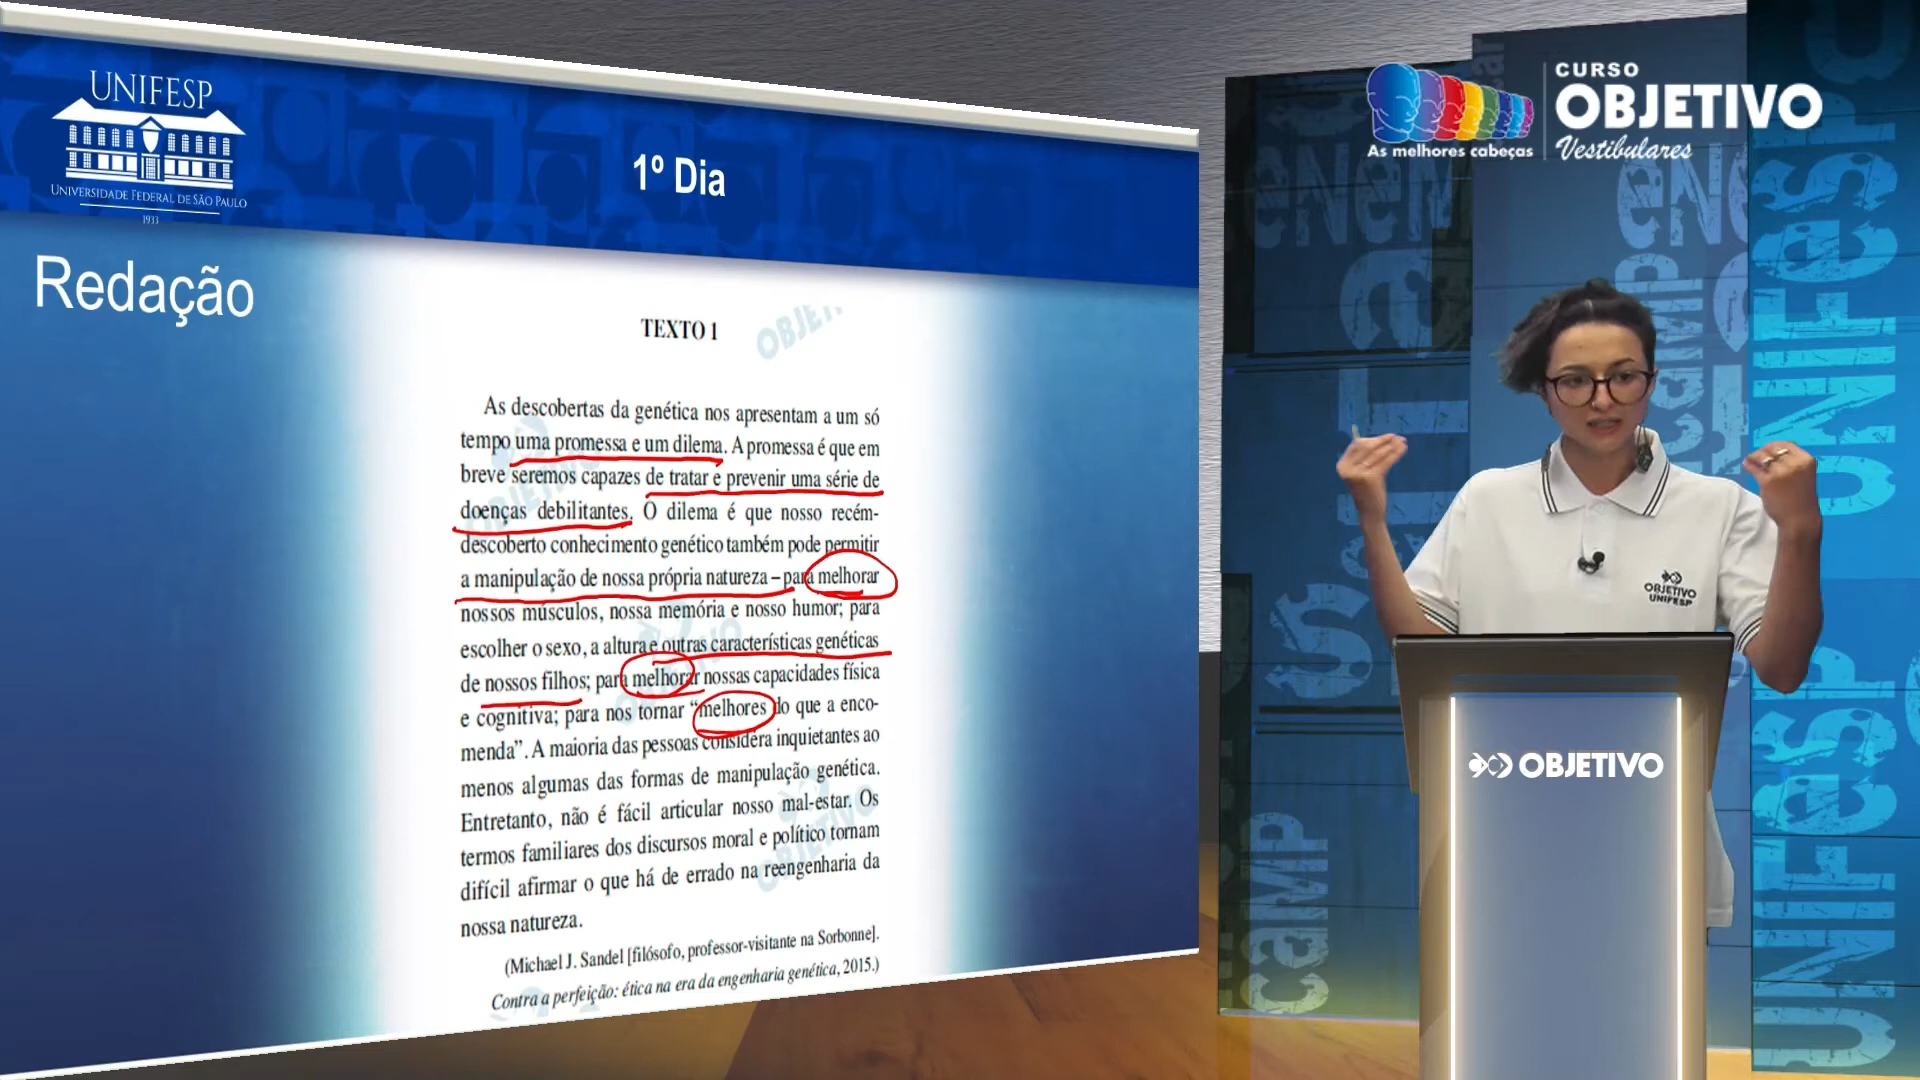 UNIFESP
UNIVERSIDADE FEDERAL DE SÃO PAULO
1933
1º Dia
Redação
TEXTO 1
As descobertas da genética nos apresentam a um só
tempo uma promessa e um dilema. A promessa é que em
breve seremos capazes de tratar e prevenir uma série de
doenças debilitantes. O dilema é que nosso recém-
descoberto conhecimento genético também pode permitir
a manipulação de nossa própria natureza – para melhorar
nossos músculos, nossa memória e nosso humor; para
escolher o sexo, a altura e outras características genéticas
de nossos filhos; para melhorar nossas capacidades física
e cognitiva; para nos tornar “melhores do que a enco-
menda”. A maioria das pessoas considera inquietantes ao
menos algumas das formas de manipulação genética.
Entretanto, não é fácil articular nosso mal-estar. Os
termos familiares dos discursos moral e político tornam
difícil afirmar o que há de errado na reengenharia da
nossa natureza.
(Michael J. Sandel [filósofo, professor-visitante na Sorbonne].
Contra a perfeição: ética na era da engenharia genética, 2015.)
OBJETIVO
OBJETIVO
CURSO
OBJETIVO
Vestibulares
As melhores cabeças
eNeM
UNIFeSP
UNIFeSP
caMP
OBJETIVO
UNIFESP
OBJETIVO